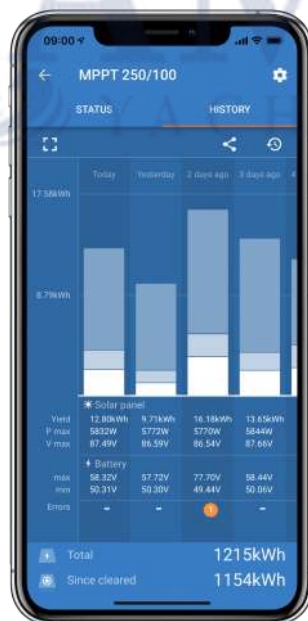 09:00
MPPT 250/100
STATUS HISTORY
Today Yesterday 2 days ago 3 days ago 4
17.58kWh
8.79kWh
Solar panel
Yield 12.80kWh 9.71kWh 16.18kWh 13.65kWh
P max 5832W 5772W 5770W 5844W
V max 87.49V 86.59V 86.54V 87.66V
Battery
max 58.32V 57.72V 77.70V 58.44V
min 50.31V 50.30V 49.44V 50.06V
Errors - - 1 -
Total 1215kWh
Since cleared 1154kWh